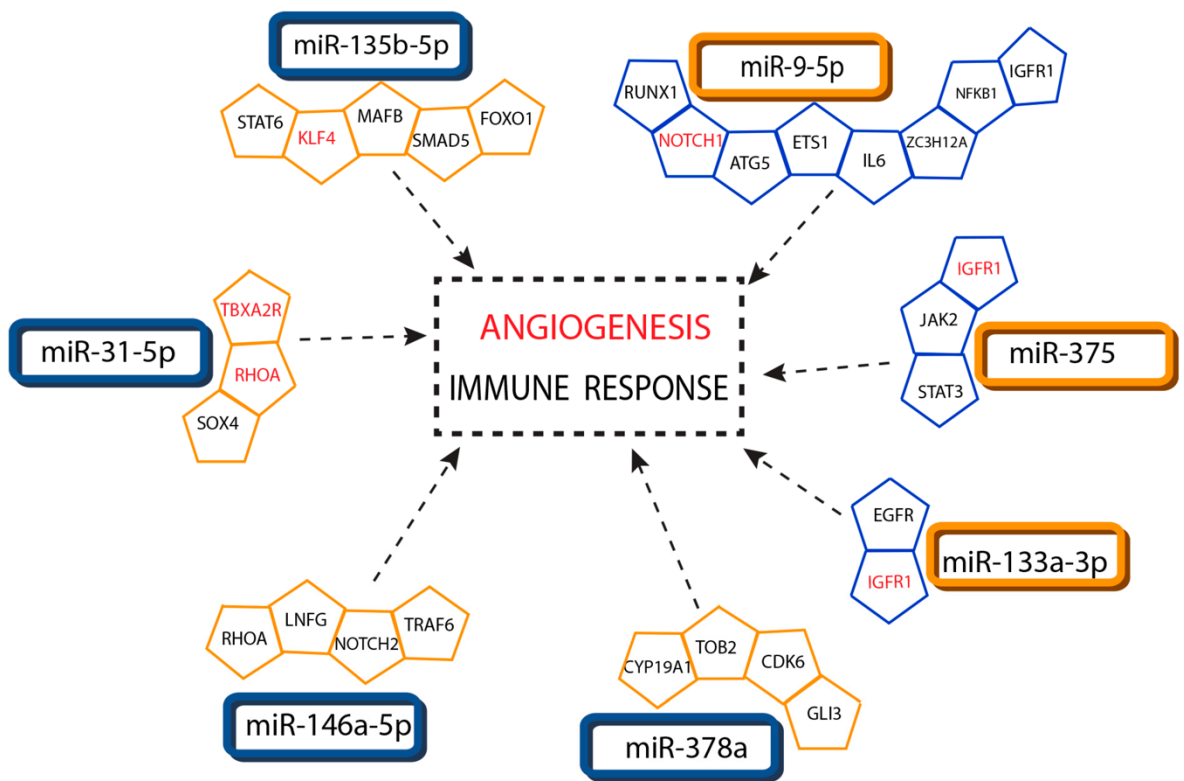 miR-135b-5p
STAT6
KLF4
MAFB
SMAD5
FOXO1
miR-9-5p
RUNX1
NOTCH1
ATG5
ETS1
IL6
ZC3H12A
NFKB1
IGFR1
TBXA2R
RHOA
SOX4
miR-31-5p
ANGIOGENESIS
IMMUNE RESPONSE
IGFR1
JAK2
STAT3
miR-375
EGFR
IGFR1
miR-133a-3p
RHOA
LNFG
NOTCH2
TRAF6
miR-146a-5p
CYP19A1
TOB2
CDK6
GLI3
miR-378a